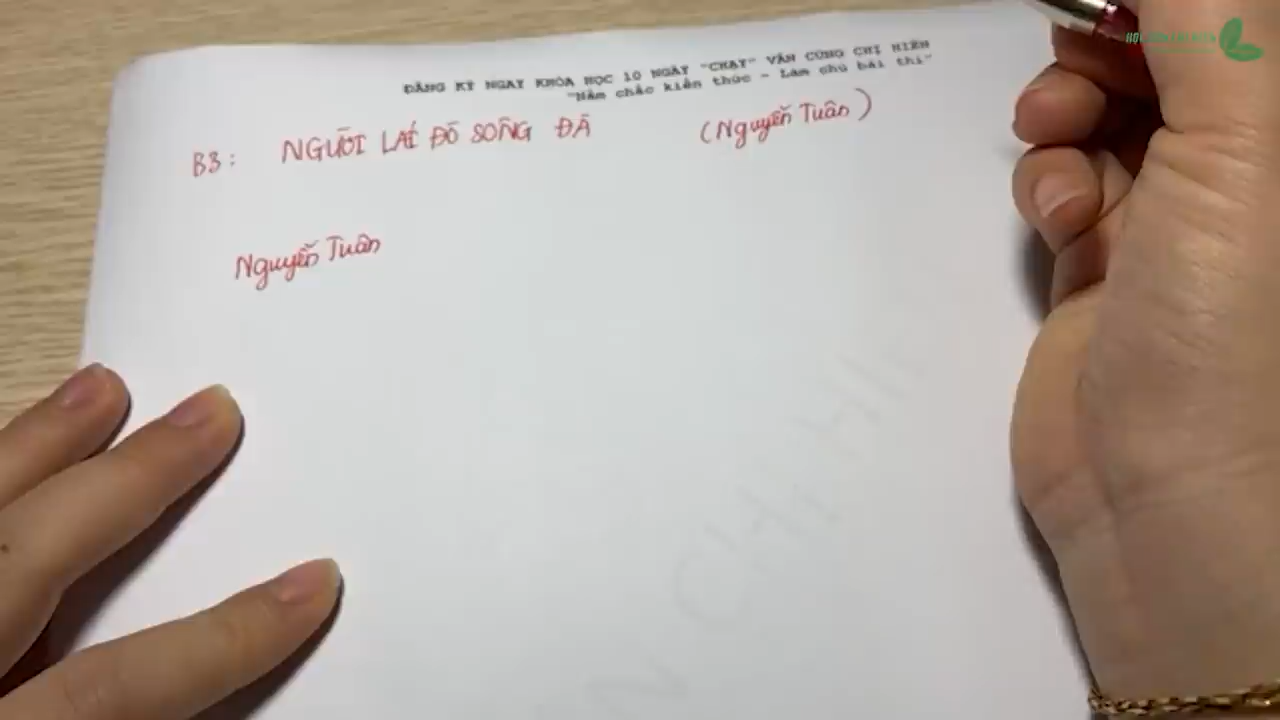 ĐĂNG KÝ NGAY KHÓA HỌC 10 NGÀY "CHẠY" VĂN CÙNG CHỊ HIÊN
"Nắm chắc kiến thức - Làm chủ bài thi"
B3: NGƯỜI LÁI ĐÒ SÔNG ĐÀ (Nguyễn Tuân)
Nguyễn Tuân